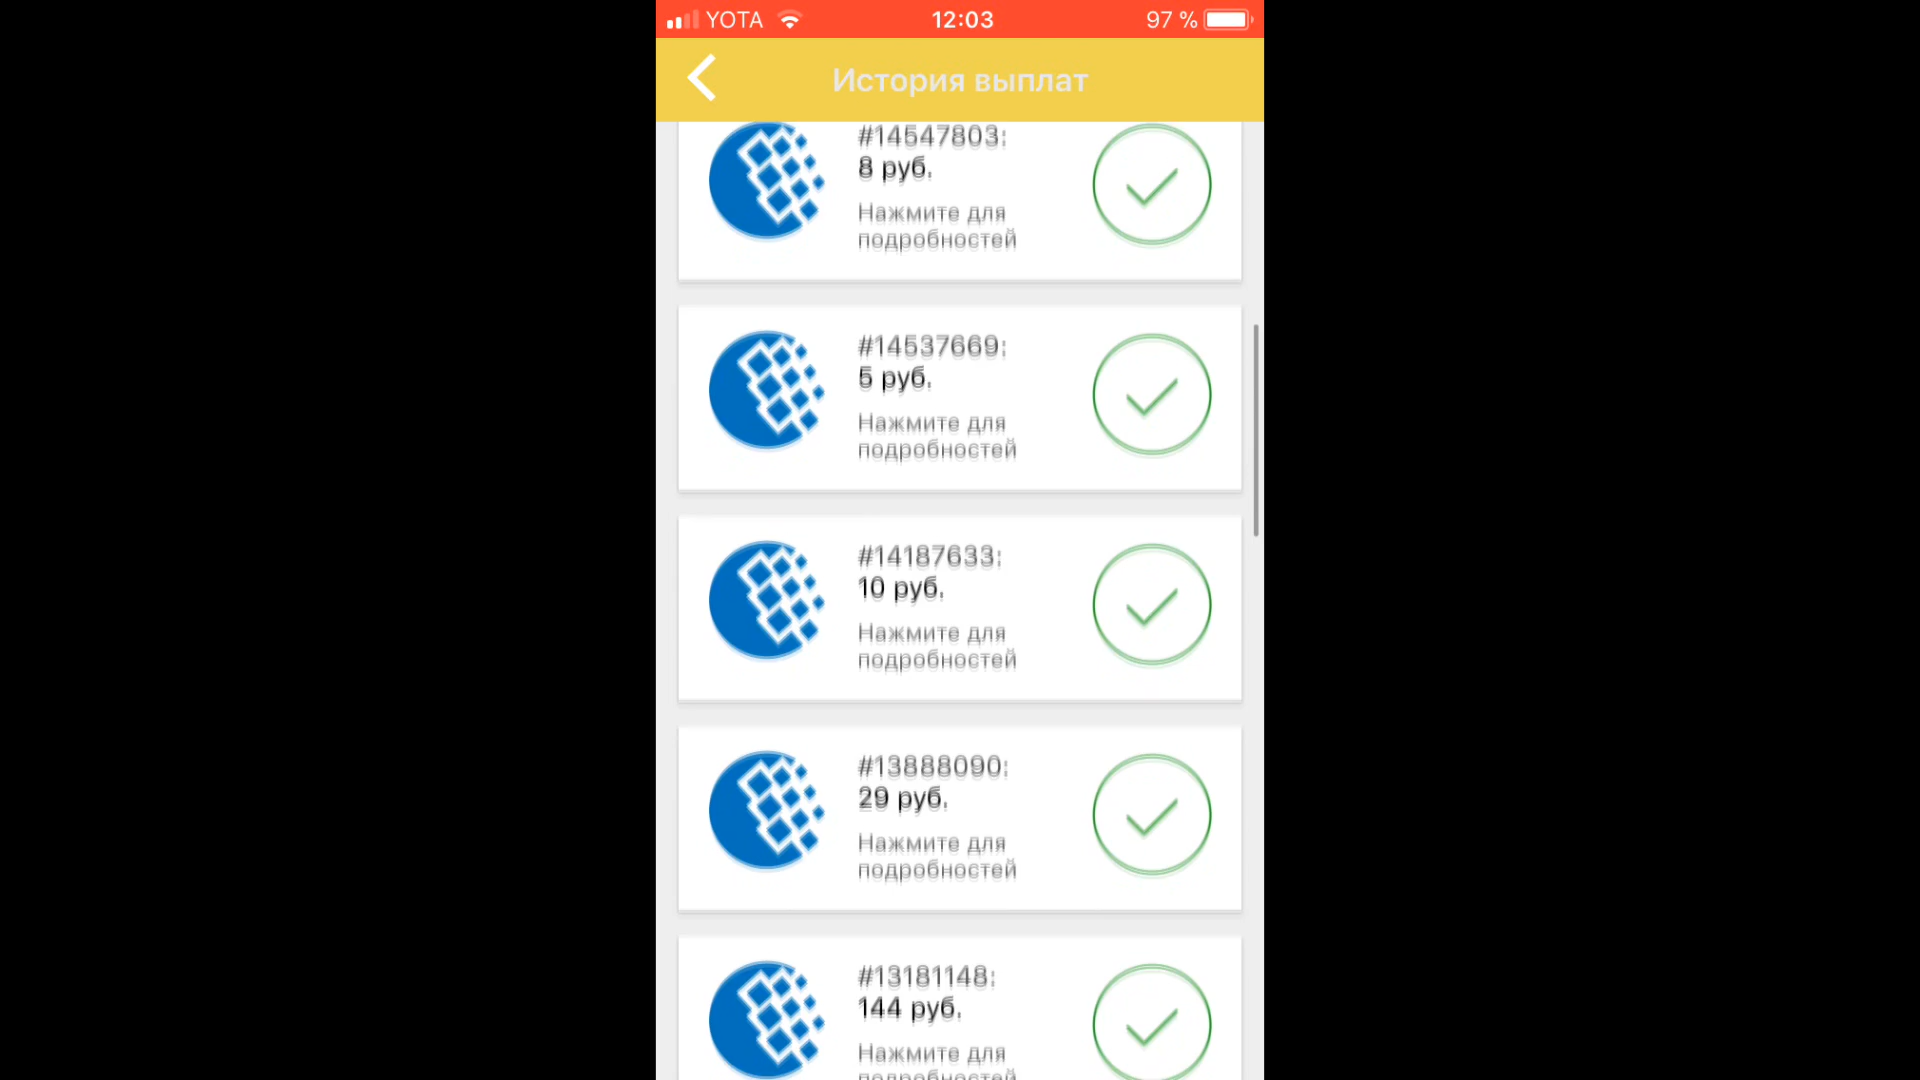 YOTA 12:03 97 %
История выплат
#14547803:
8 руб.
Нажмите для
подробностей
#14537669:
5 руб.
Нажмите для
подробностей
#14187633:
10 руб.
Нажмите для
подробностей
#13888090:
29 руб.
Нажмите для
подробностей
#13181148:
144 руб.
Нажмите для
подробностей